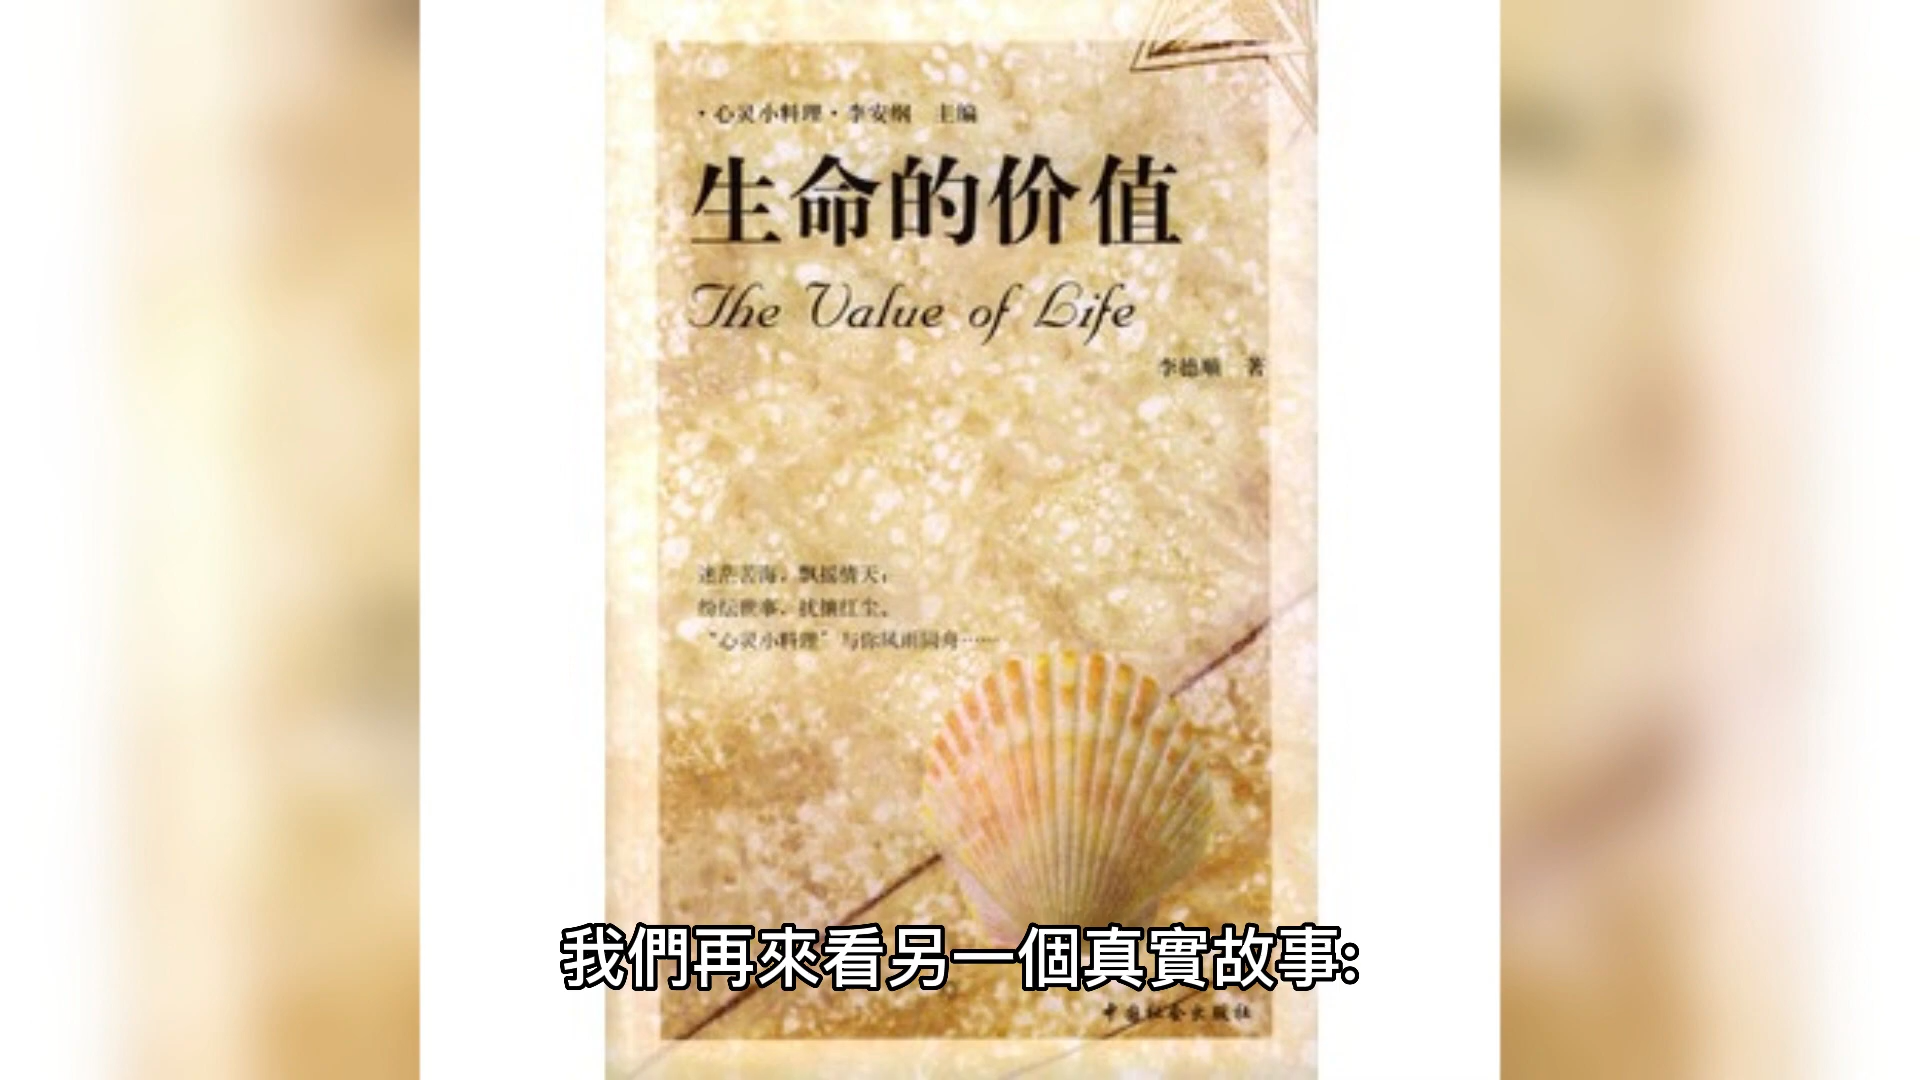 ·心灵小料理·李安纲 主编
生命的价值
The Value of Life
李德顺 著
迷茫苦海，飘摇情天；
纷纭世事，扰攘红尘。
“心灵小料理”与你风雨同舟……
我們再來看另一個真實故事:
中国社会出版社